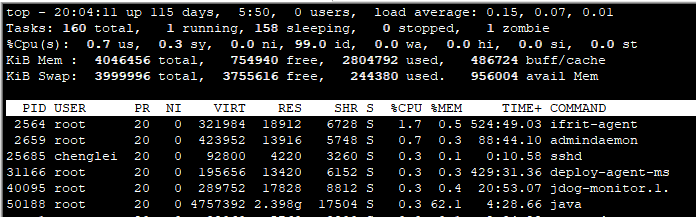 top - 20:04:11 up 115 days,  5:50,  0 users,  load average: 0.15, 0.07, 0.01
Tasks: 160 total,   1 running, 158 sleeping,   0 stopped,   1 zombie
%Cpu(s):  0.7 us,  0.3 sy,  0.0 ni, 99.0 id,  0.0 wa,  0.0 hi,  0.0 si,  0.0 st
KiB Mem :  4046456 total,   754940 free,  2804792 used,   486724 buff/cache
KiB Swap:  3999996 total,  3755616 free,   244380 used.   956004 avail Mem
PID USER      PR  NI    VIRT    RES    SHR S  %CPU %MEM     TIME+ COMMAND
2564 root      20   0  321984  18912   6728 S   1.7  0.5 524:49.03 ifrit-agent
2659 root      20   0  423952  13916   5748 S   0.7  0.3  88:44.10 admindaemon
25685 chenglei  20   0   92800   4220   3260 S   0.3  0.1   0:10.58 sshd
31166 root      20   0  195656  13420   6152 S   0.3  0.3 429:31.36 deploy-agent-ms
40095 root      20   0  289752  17828   8812 S   0.3  0.4  20:53.07 jdog-monitor.1.
50188 root      20   0 4757392 2.398g  17504 S   0.3 62.1   4:28.66 java